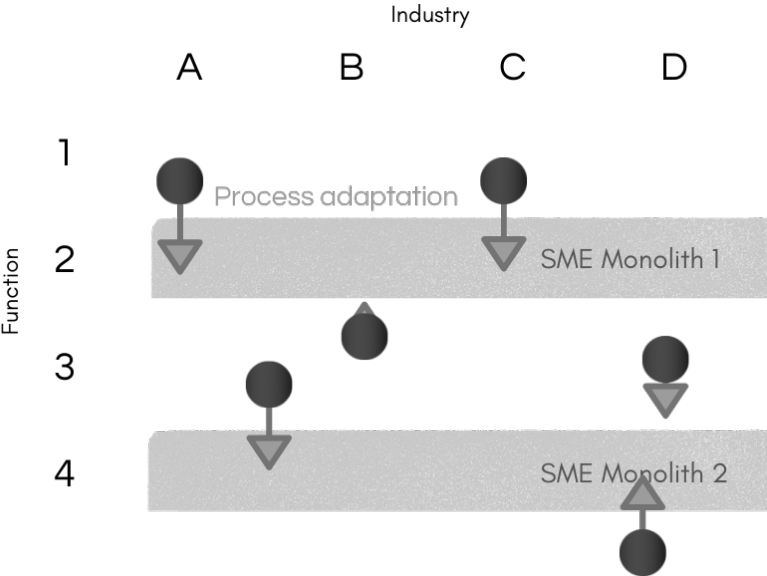 Industry
A B C D
1
Process adaptation
Function
2
SME Monolith 1
3
4
SME Monolith 2